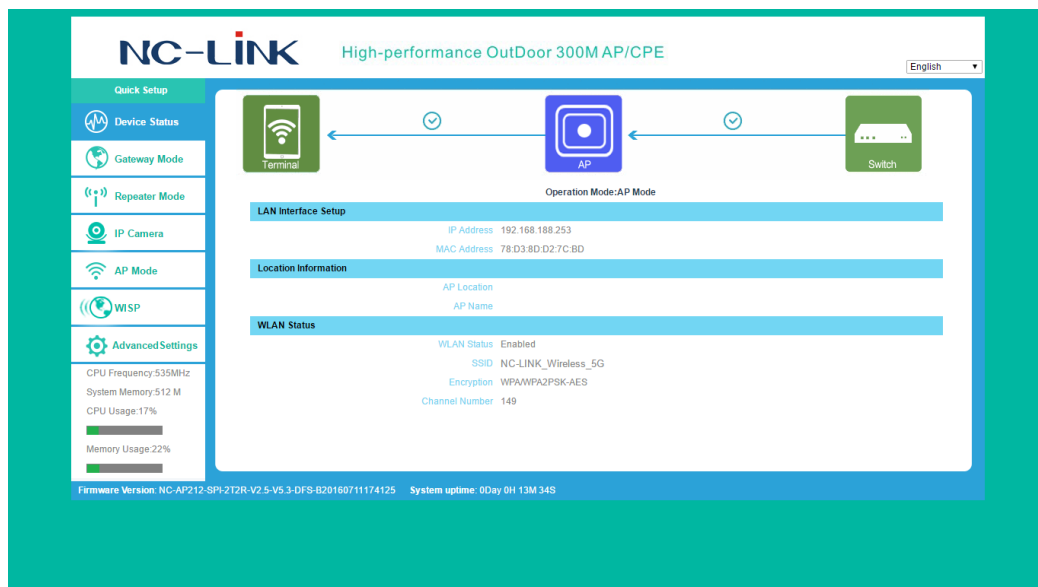 NC-LiNK
High-performance OutDoor 300M AP/CPE
English
Quick Setup
Device Status
Gateway Mode
Repeater Mode
IP Camera
AP Mode
WISP
Advanced Settings
CPU Frequency:535MHz
System Memory:512 M
CPU Usage:17%
Memory Usage:22%
Terminal
AP
Switch
Operation Mode:AP Mode
LAN Interface Setup
IP Address 192.168.188.253
MAC Address 78:D3:8D:D2:7C:BD
Location Information
AP Location
AP Name
WLAN Status
WLAN Status Enabled
SSID NC-LINK_Wireless_5G
Encryption WPA/WPA2PSK-AES
Channel Number 149
Firmware Version: NC-AP212-SPI-2T2R-V2.5-V5.3-DFS-B20160711174125 System uptime: 0Day 0H 13M 34S